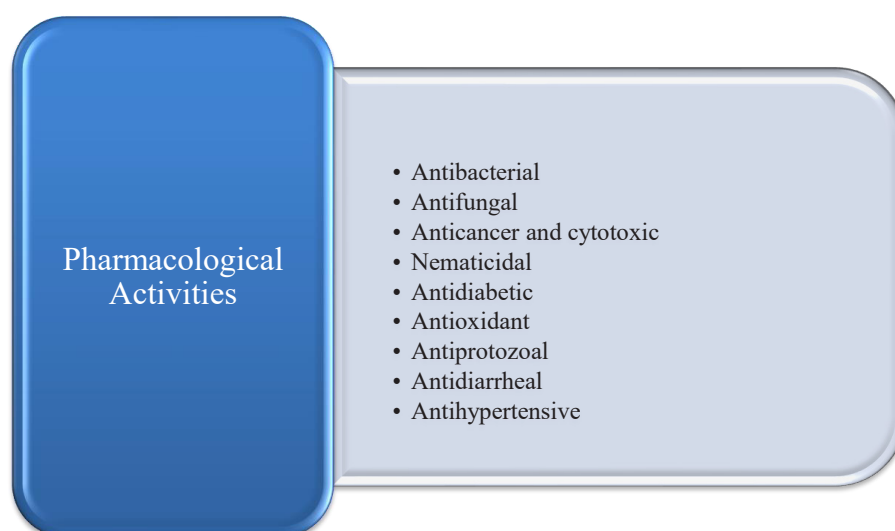 Pharmacological
Activities
• Antibacterial
• Antifungal
• Anticancer and cytotoxic
• Nematicidal
• Antidiabetic
• Antioxidant
• Antiprotozoal
• Antidiarrheal
• Antihypertensive